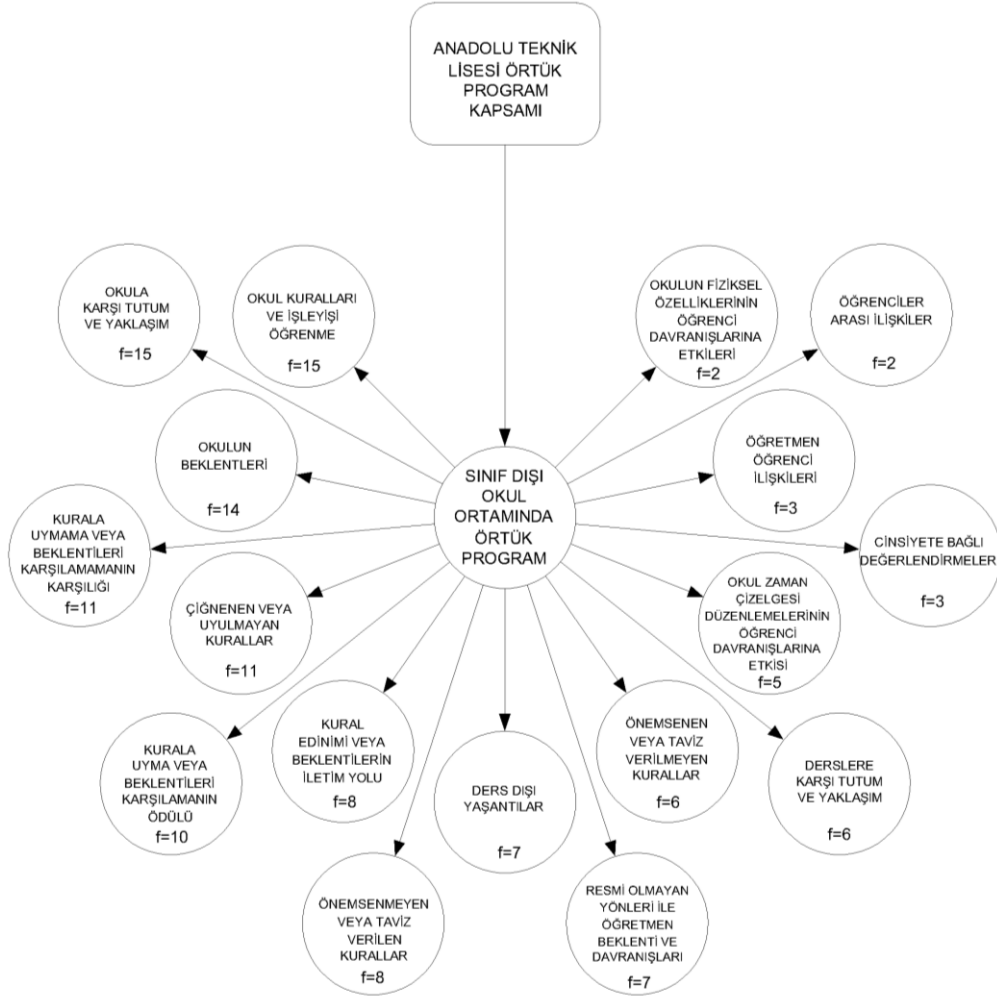 ANADOLU TEKNİK
LİSESİ ÖRTÜK
PROGRAM
KAPSAMI
OKULA
KARŞI TUTUM
VE YAKLAŞIM
f=15
OKUL KURALLARI
VE İŞLEYİŞİ
ÖĞRENME
f=15
OKULUN FİZİKSEL
ÖZELLİKLERİNİN
ÖĞRENCİ
DAVRANIŞLARINA
ETKİLERİ
f=2
ÖĞRENCİLER
ARASI İLİŞKİLER
f=2
OKULUN
BEKLENTLERİ
f=14
SINIF DIŞI
OKUL
ORTAMINDA
ÖRTÜK
PROGRAM
ÖĞRETMEN
ÖĞRENCİ
İLİŞKİLERİ
f=3
KURALA
UYMAMA VEYA
BEKLENTİLERİ
KARŞILAMAMANIN
KARŞILIĞI
f=11
CİNSİYETE BAĞLI
DEĞERLENDİRMELER
f=3
ÇİĞNENEN VEYA
UYULMAYAN
KURALLAR
f=11
OKUL ZAMAN
ÇİZELGESİ
DÜZENLEMELERİNİN
ÖĞRENCİ
DAVRANIŞLARINA
ETKİSİ
f=5
KURALA
UYMA VEYA
BEKLENTİLERİ
KARŞILAMANIN
ÖDÜLÜ
f=10
KURAL
EDİNİMİ VEYA
BEKLENTİLERİN
İLETİM YOLU
f=8
DERS DIŞI
YAŞANTILAR
f=7
ÖNEMSENEN
VEYA TAVİZ
VERİLMEYEN
KURALLAR
f=6
DERSLERE
KARŞI TUTUM
VE YAKLAŞIM
f=6
ÖNEMSENMEYEN
VEYA TAVİZ
VERİLEN
KURALLAR
f=8
RESMİ OLMAYAN
YÖNLERİ İLE
ÖĞRETMEN
BEKLENTİ VE
DAVRANIŞLARI
f=7